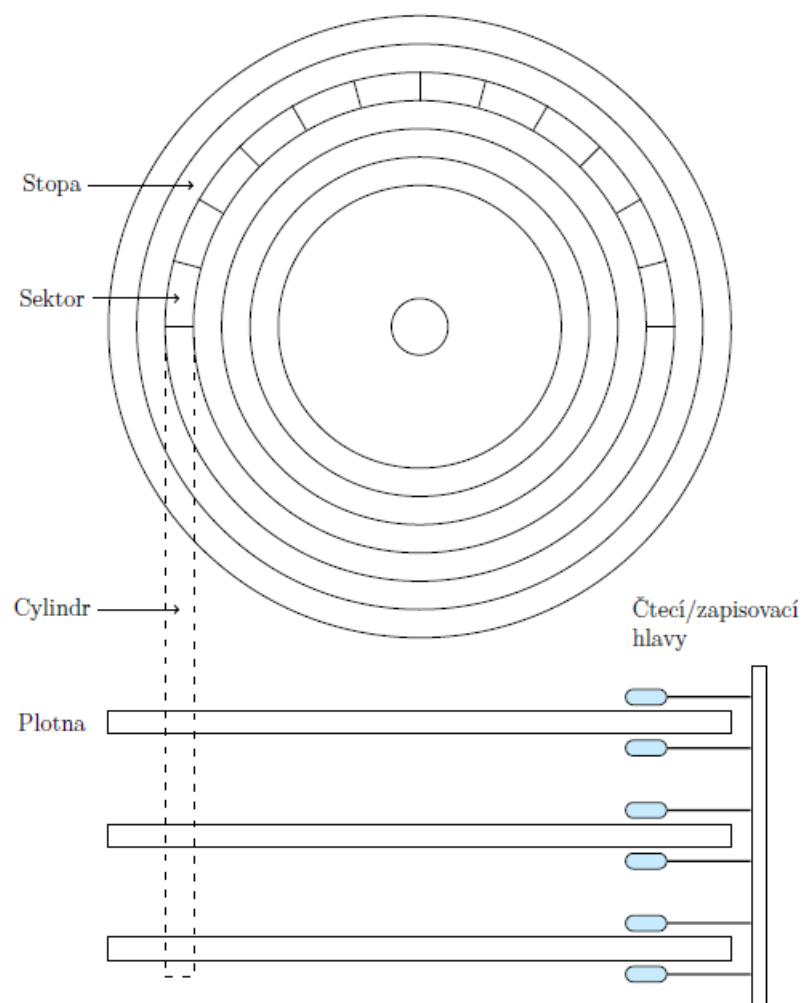 Stopa
Sektor
Cylindr
Čtecí/zapisovací
hlavy
Plotna